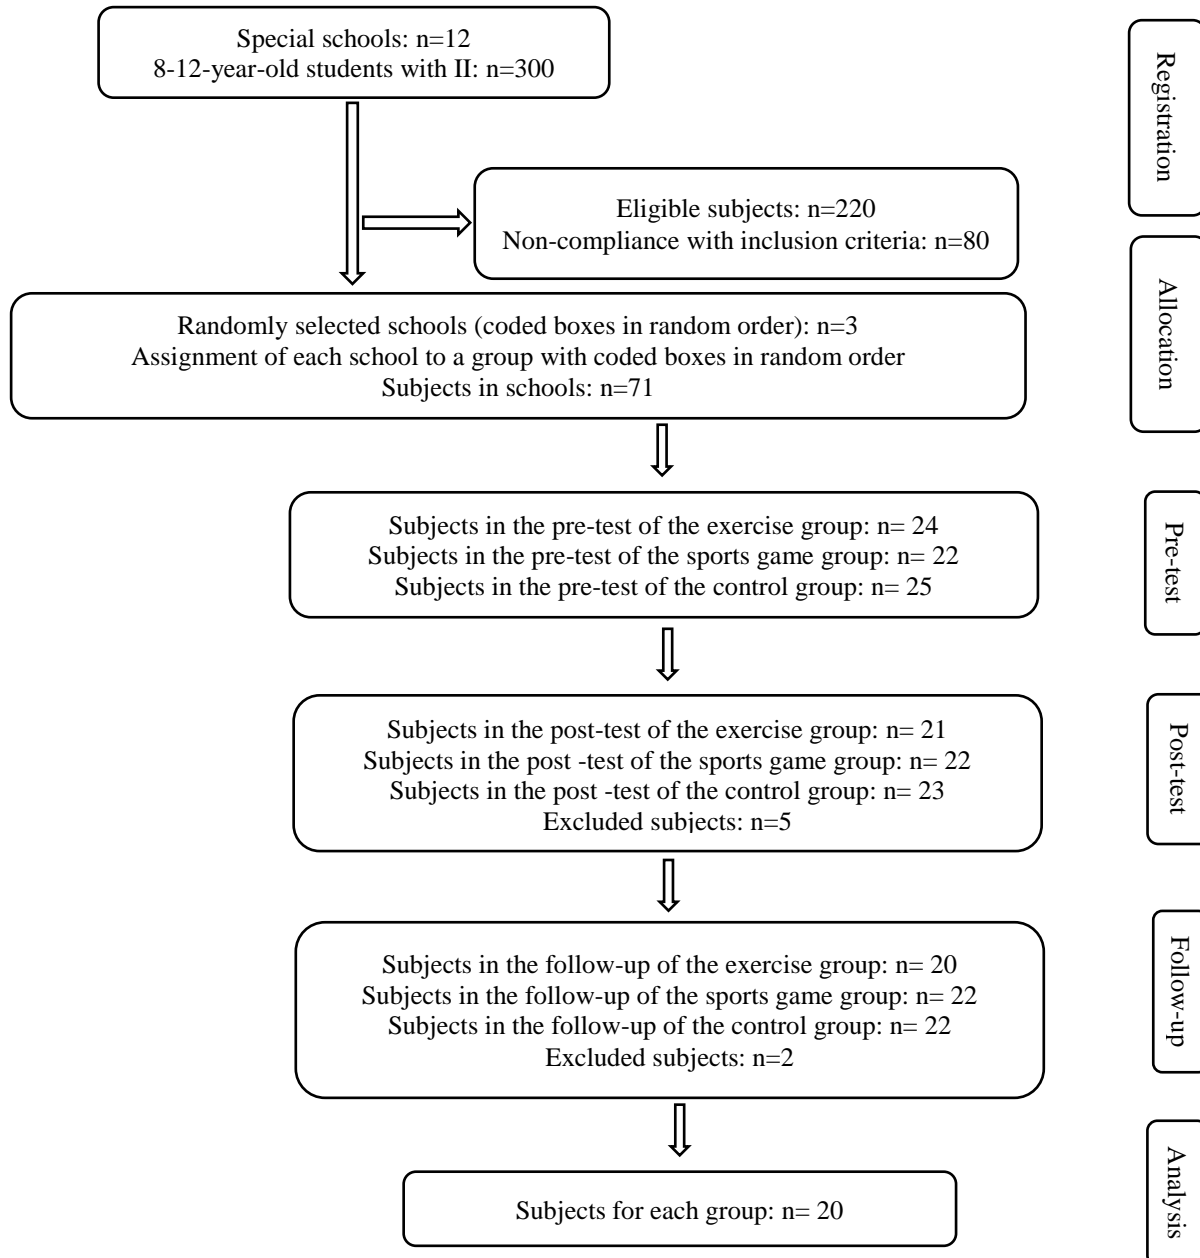 Special schools: n=12
8-12-year-old students with II: n=300
Registration
Eligible subjects: n=220
Non-compliance with inclusion criteria: n=80
Randomly selected schools (coded boxes in random order): n=3
Assignment of each school to a group with coded boxes in random order
Subjects in schools: n=71
Allocation
Subjects in the pre-test of the exercise group: n= 24
Subjects in the pre-test of the sports game group: n= 22
Subjects in the pre-test of the control group: n= 25
Pre-test
Subjects in the post-test of the exercise group: n= 21
Subjects in the post -test of the sports game group: n= 22
Subjects in the post -test of the control group: n= 23
Excluded subjects: n=5
Post-test
Subjects in the follow-up of the exercise group: n= 20
Subjects in the follow-up of the sports game group: n= 22
Subjects in the follow-up of the control group: n= 22
Excluded subjects: n=2
Follow-up
Subjects for each group: n= 20
Analysis